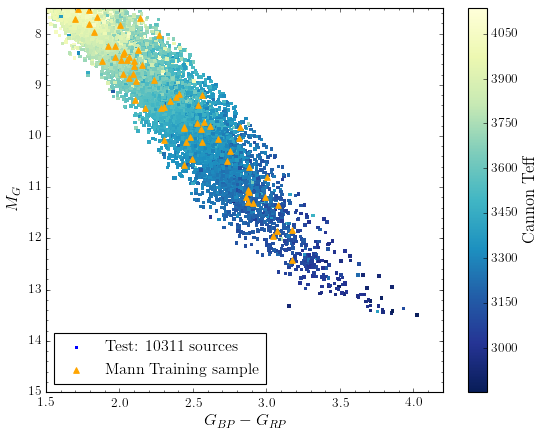 8
9
10
11
12
13
14
15
1.5 2.0 2.5 3.0 3.5 4.0
M_G
G_BP − G_RP
Test: 10311 sources
Mann Training sample
4050
3900
3750
3600
3450
3300
3150
3000
Cannon Teff